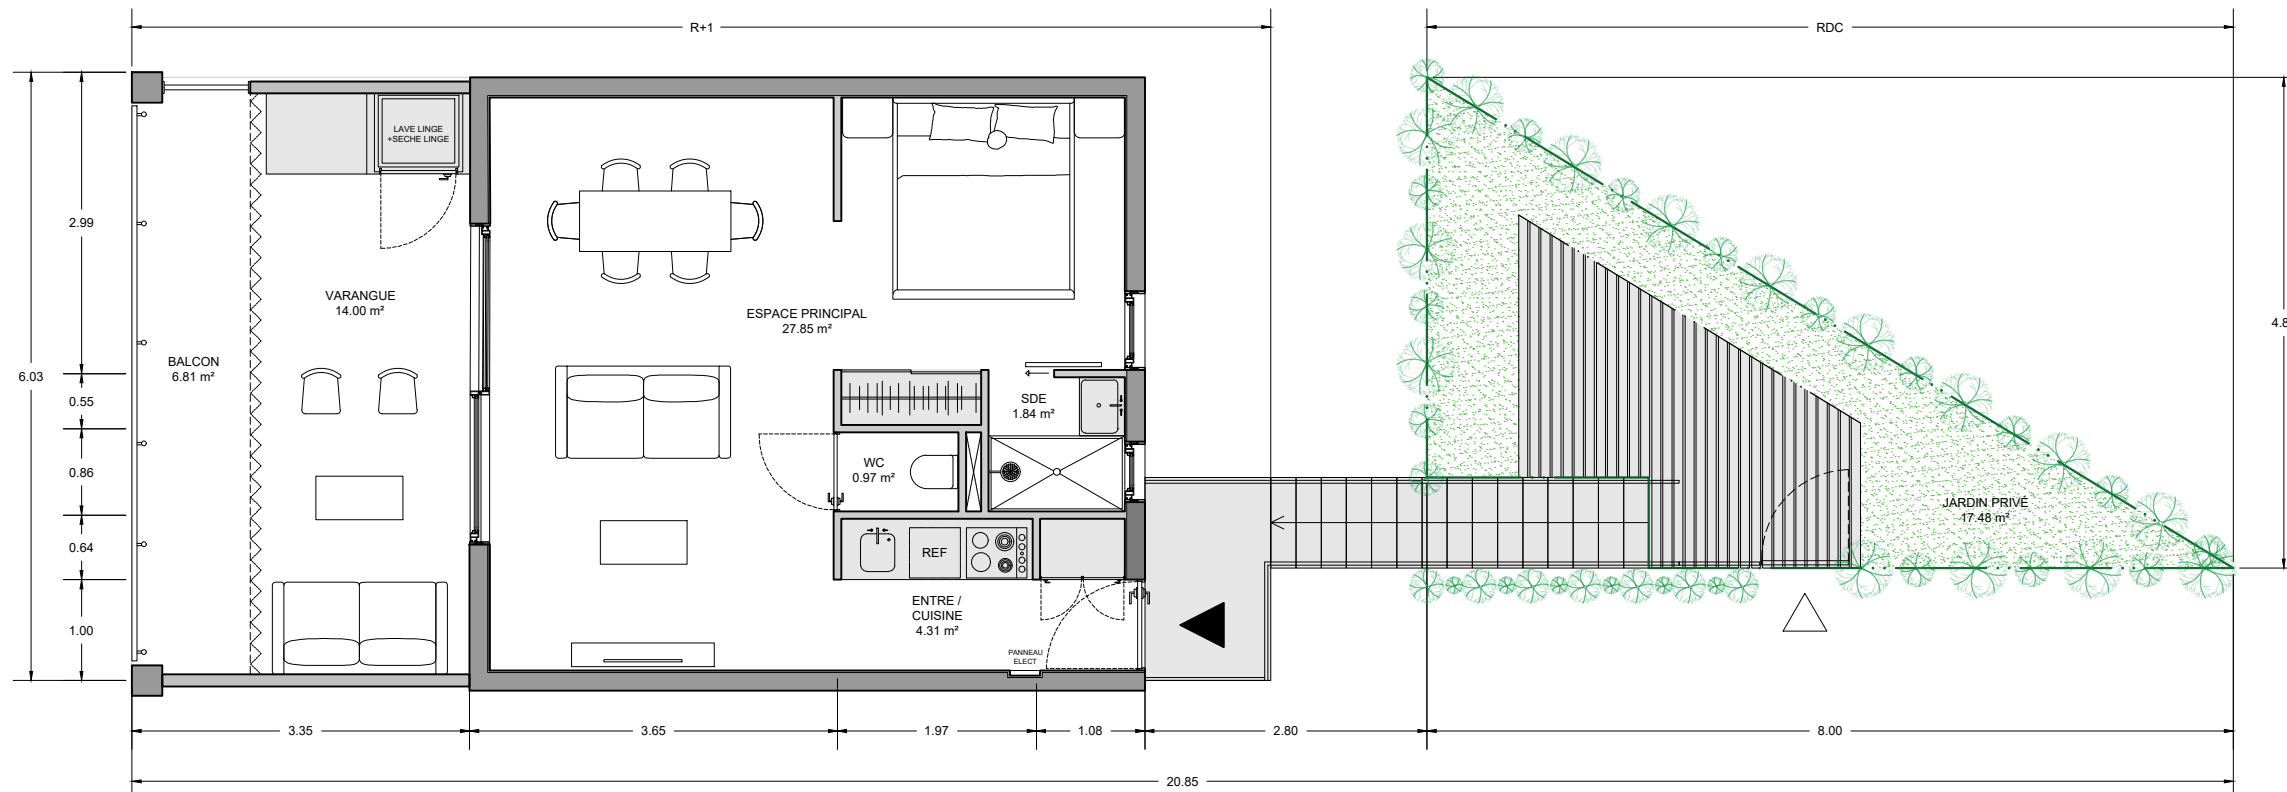 R+1
RDC
LAVE LINGE
+SECHE LINGE
2.99
VARANGUE
14.00 m²
ESPACE PRINCIPAL
27.85 m²
4.8
BALCON
6.81 m²
6.03
0.55
SDE
1.84 m²
0.86
WC
0.97 m²
JARDIN PRIVÉ
17.48 m²
0.64
REF
ENTRE /
CUISINE
4.31 m²
1.00
PANNEAU
ELECT
3.35
3.65
1.97
1.08
2.80
8.00
20.85